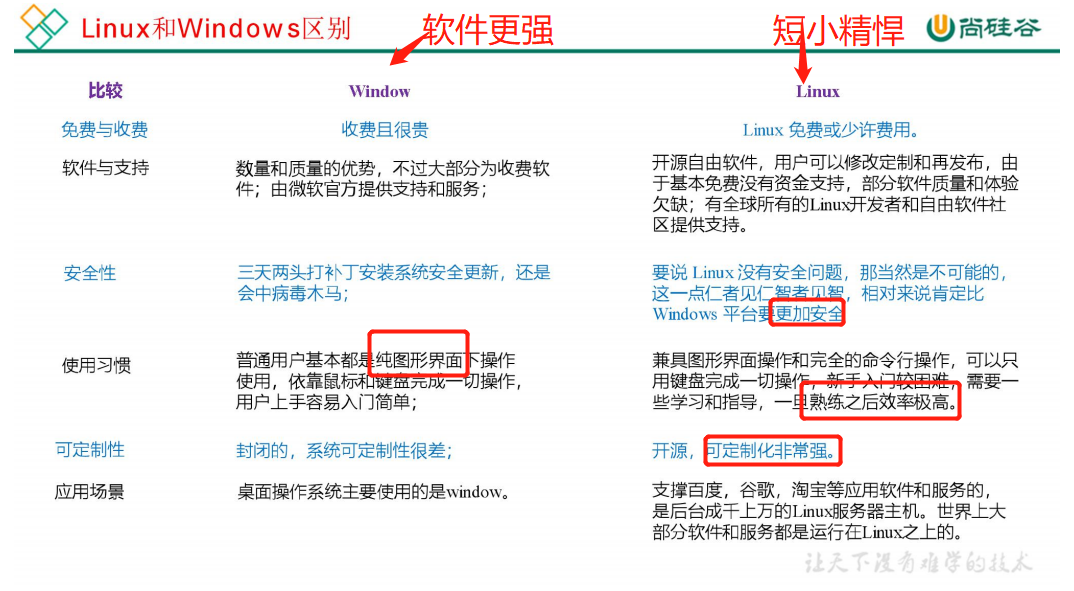 Linux和Windows区别
软件更强
短小精悍
尚硅谷
比较
Window
Linux
免费与收费
收费且很贵
Linux 免费或少许费用。
软件与支持
数量和质量的优势，不过大部分为收费软
件；由微软官方提供支持和服务；
开源自由软件，用户可以修改定制和再发布，由
于基本免费没有资金支持，部分软件质量和体验
欠缺；有全球所有的Linux开发者和自由软件社
区提供支持。
安全性
三天两头打补丁安装系统安全更新，还是
会中病毒木马；
要说 Linux 没有安全问题，那当然是不可能的，
这一点仁者见仁智者见智，相对来说肯定比
Windows 平台要更加安全
使用习惯
普通用户基本都是纯图形界面下操作
使用，依靠鼠标和键盘完成一切操作，
用户上手容易入门简单；
兼具图形界面操作和完全的命令行操作，可以只
用键盘完成一切操作，新手入门较困难，需要一
些学习和指导，一旦熟练之后效率极高。
可定制性
封闭的，系统可定制性很差；
开源，可定制化非常强。
应用场景
桌面操作系统主要使用的是window。
支撑百度，谷歌，淘宝等应用软件和服务的，
是后台成千上万的Linux服务器主机。世界上大
部分软件和服务都是运行在Linux之上的。
让天下没有难学的技术